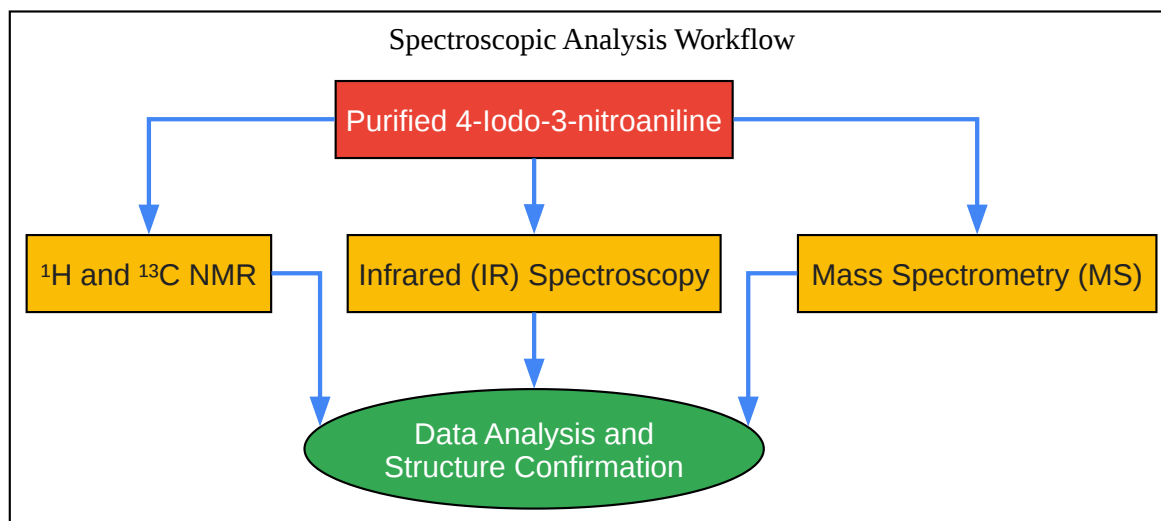 Spectroscopic Analysis Workflow
Purified 4-Iodo-3-nitroaniline
¹H and ¹³C NMR
Infrared (IR) Spectroscopy
Mass Spectrometry (MS)
Data Analysis and
Structure Confirmation